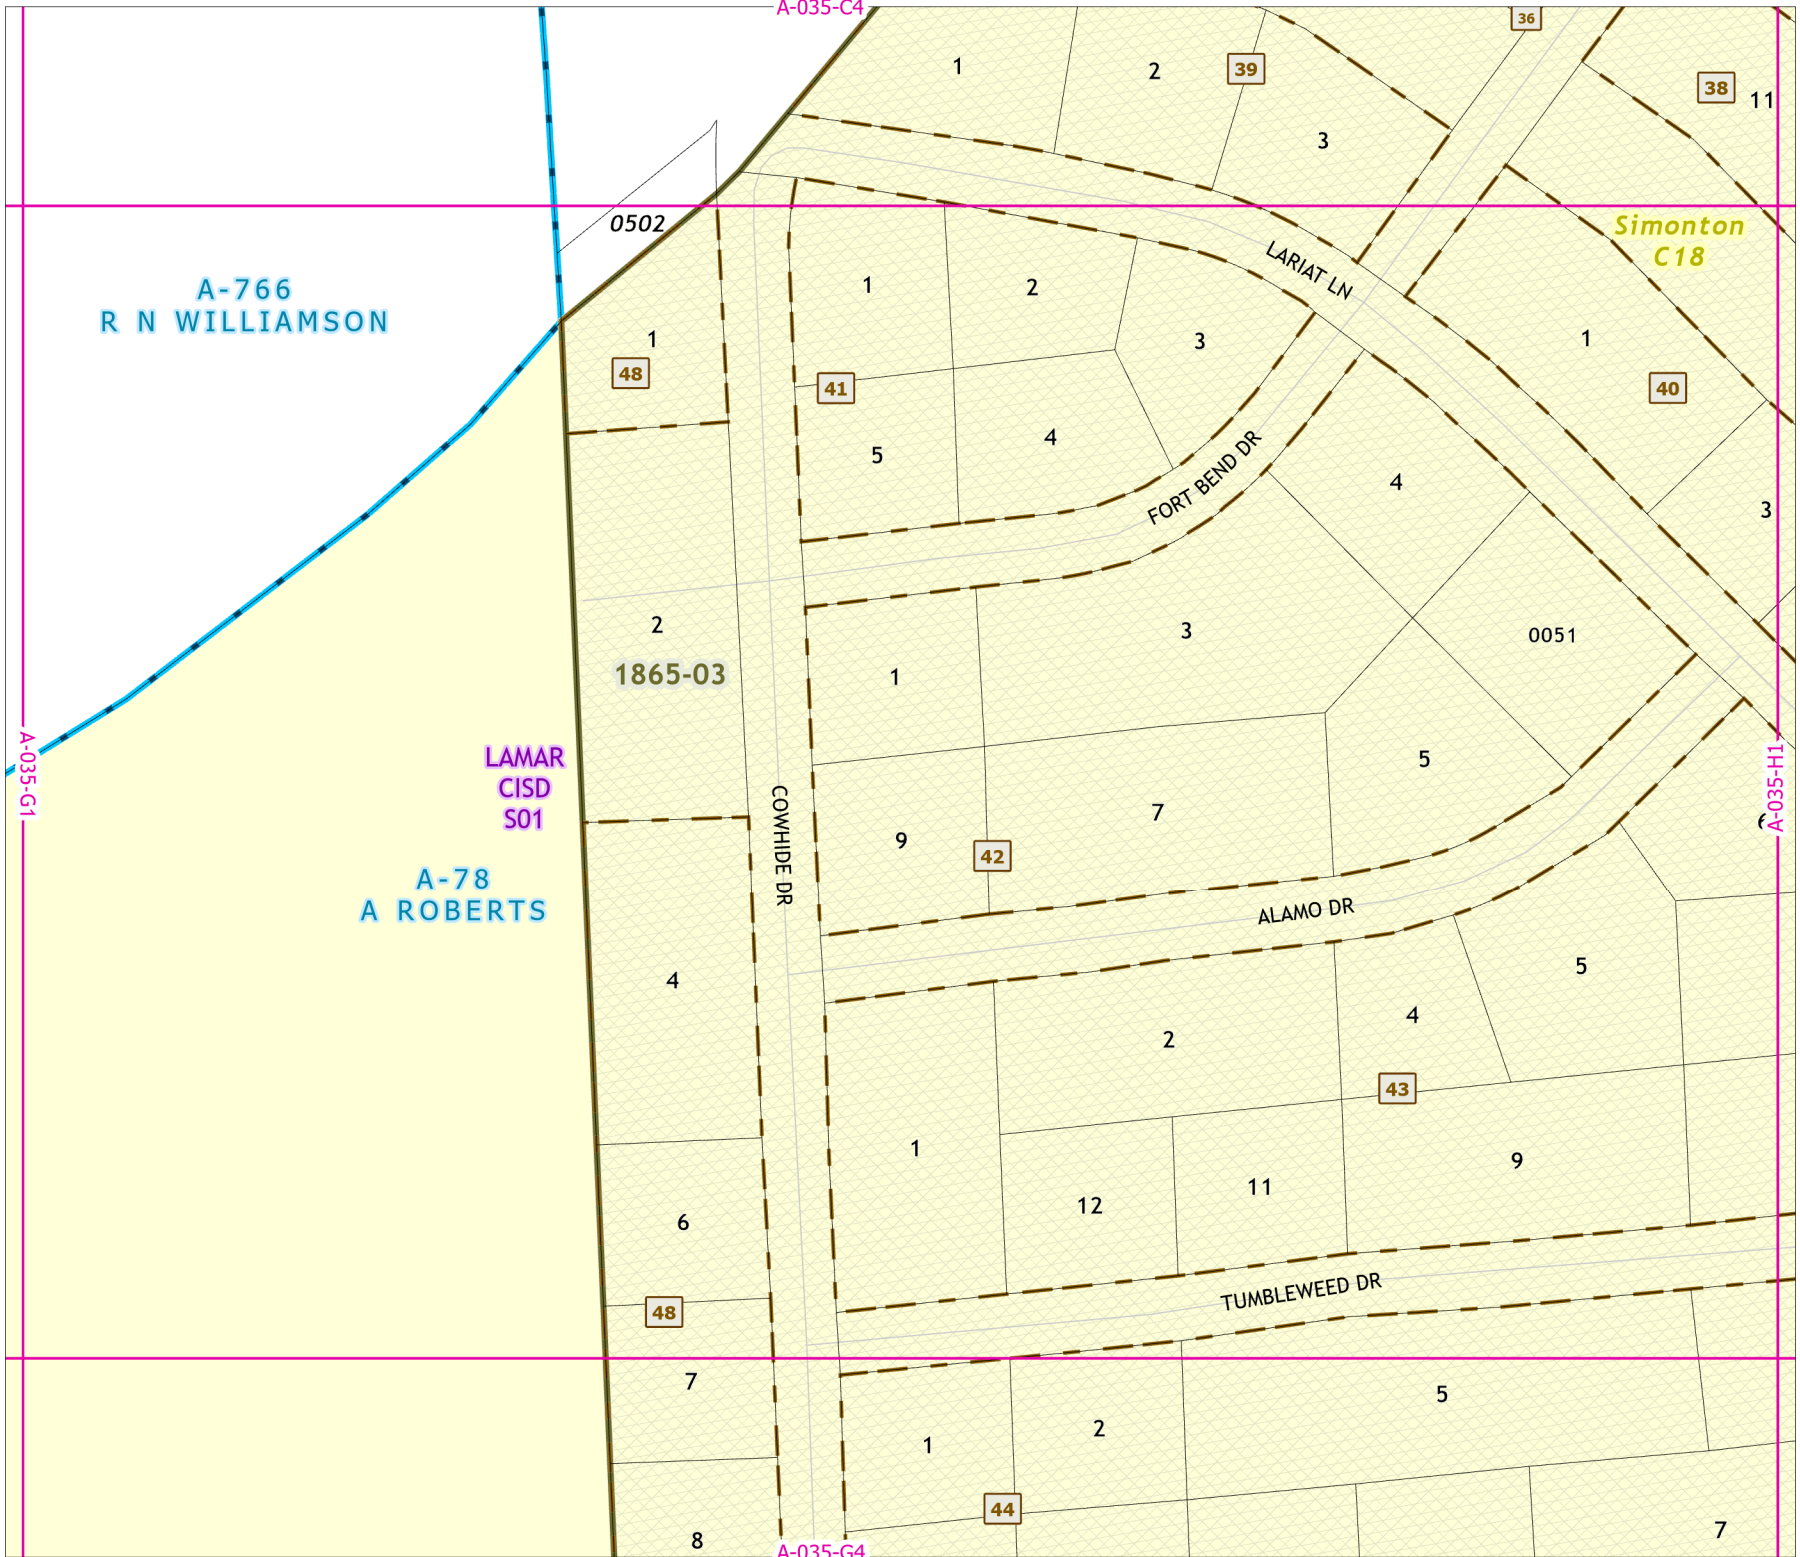 A-035-C4
36
1
2
39
38
11
3
0502
Simonton
C18
LARIAT LN
A-766
R N WILLIAMSON
1
2
1
3
1
48
41
40
5
4
FORT BEND DR
4
3
2
1
3
0051
1865-03
A-035-G1
LAMAR
CISD
S01
COWHIDE DR
5
A-035-H1
6
7
9
42
A-78
A ROBERTS
ALAMO DR
4
5
4
2
43
1
9
12
11
6
TUMBLEWEED DR
48
7
5
1
2
44
7
8
A-035-G4